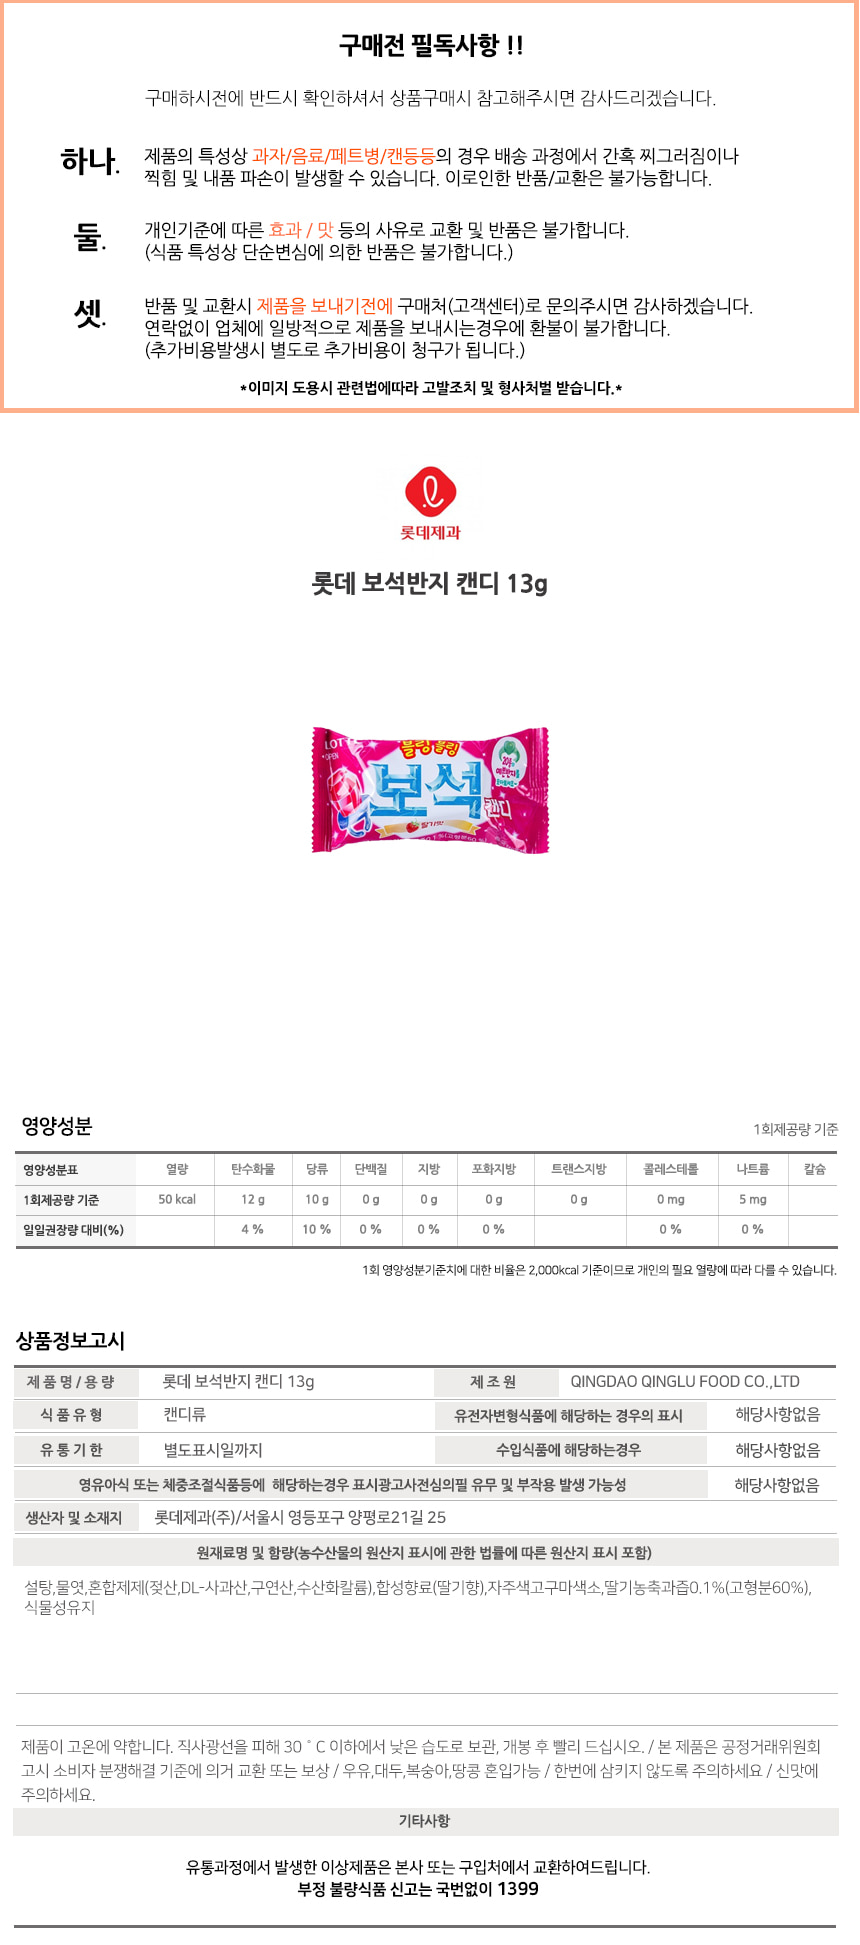 구매전 필독사항 !!
구매하시전에 반드시 확인하셔서 상품구매시 참고해주시면 감사드리겠습니다.
하나. 제품의 특성상 과자/음료/페트병/캔등등의 경우 배송 과정에서 간혹 찌그러짐이나
찍힘 및 내품 파손이 발생할 수 있습니다. 이로인한 반품/교환은 불가능합니다.
둘. 개인기준에 따른 효과 / 맛 등의 사유로 교환 및 반품은 불가합니다.
(식품 특성상 단순변심에 의한 반품은 불가합니다.)
셋. 반품 및 교환시 제품을 보내기전에 구매처(고객센터)로 문의주시면 감사하겠습니다.
연락없이 업체에 일방적으로 제품을 보내시는경우에 환불이 불가합니다.
(추가비용발생시 별도로 추가비용이 청구가 됩니다.)
*이미지 도용시 관련법에따라 고발조치 및 형사처벌 받습니다.*
롯데제과
롯데 보석반지 캔디 13g
LOTTE
OPEN
블링블링
보석
캔디
딸기맛
영양성분
1회제공량 기준
영양성분표 열량 탄수화물 당류 단백질 지방 포화지방 트랜스지방 콜레스테롤 나트륨 칼슘
1회제공량 기준 50 kcal 12 g 10 g 0 g 0 g 0 g 0 g 0 mg 5 mg
일일권장량 대비(%) 4 % 10 % 0 % 0 % 0 % 0 % 0 %
1회 영양성분기준치에 대한 비율은 2,000kcal 기준이므로 개인의 필요 열량에 따라 다를 수 있습니다.
상품정보고시
제 품 명 / 용 량 롯데 보석반지 캔디 13g 제 조 원 QINGDAO QINGLU FOOD CO.,LTD
식 품 유 형 캔디류 유전자변형식품에 해당하는 경우의 표시 해당사항없음
유 통 기 한 별도표시일까지 수입식품에 해당하는경우 해당사항없음
영유아식 또는 체중조절식품등에 해당하는경우 표시광고사전심의필 유무 및 부작용 발생 가능성 해당사항없음
생산자 및 소재지 롯데제과(주)/서울시 영등포구 양평로21길 25
원재료명 및 함량(농수산물의 원산지 표시에 관한 법률에 따른 원산지 표시 포함)
설탕,물엿,혼합제제(젖산,DL-사과산,구연산,수산화칼륨),합성향료(딸기향),자주색고구마색소,딸기농축과즙0.1%(고형분60%),
식물성유지
제품이 고온에 약합니다. 직사광선을 피해 30 ˚ C 이하에서 낮은 습도로 보관, 개봉 후 빨리 드십시오. / 본 제품은 공정거래위원회
고시 소비자 분쟁해결 기준에 의거 교환 또는 보상 / 우유,대두,복숭아,땅콩 혼입가능 / 한번에 삼키지 않도록 주의하세요 / 신맛에
주의하세요.
기타사항
유통과정에서 발생한 이상제품은 본사 또는 구입처에서 교환하여드립니다.
부정 불량식품 신고는 국번없이 1399